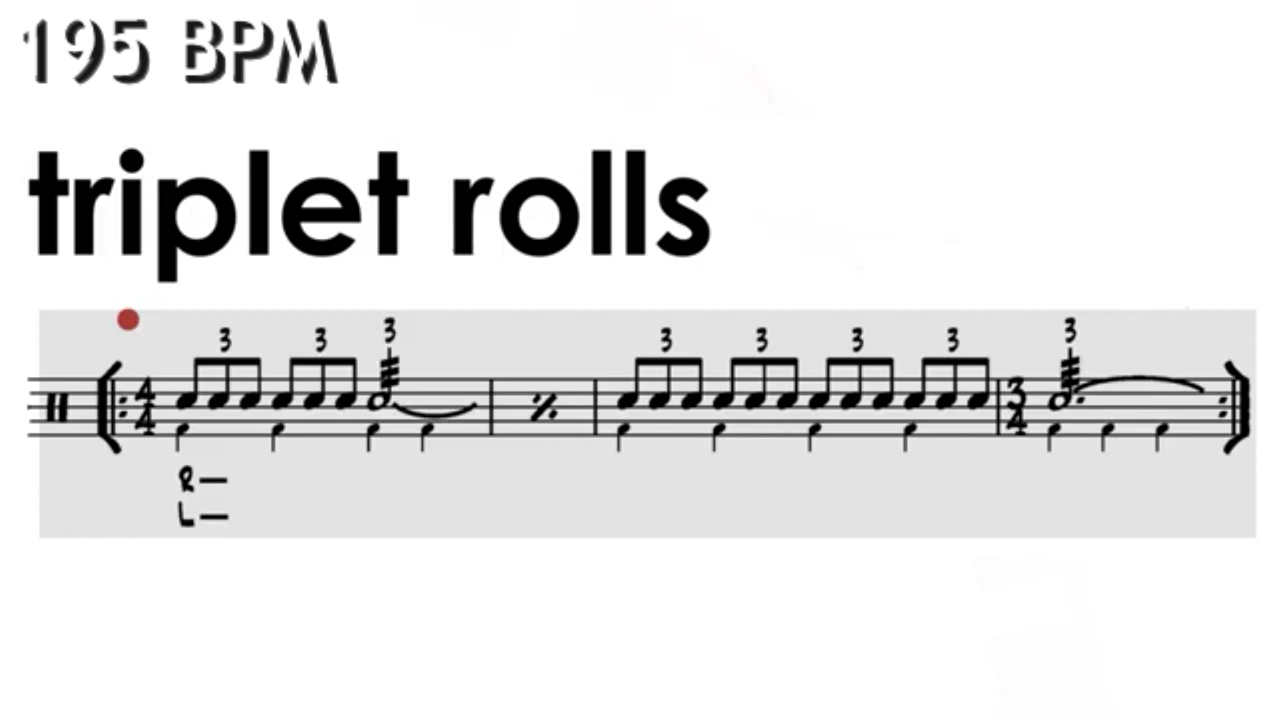 195 BPM
triplet rolls
3 3 3 3 3 3 3 3
4 4 3 4
R—
L—